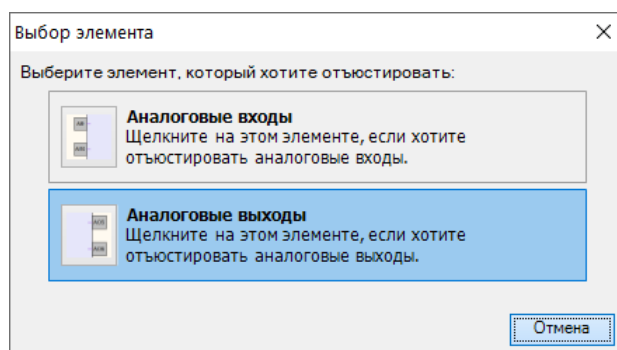 Выбор элемента
Выберите элемент, который хотите отъюстировать:
Аналоговые входы
Щелкните на этом элементе, если хотите
отъюстировать аналоговые входы.
Аналоговые выходы
Щелкните на этом элементе, если хотите
отъюстировать аналоговые выходы.
Отмена